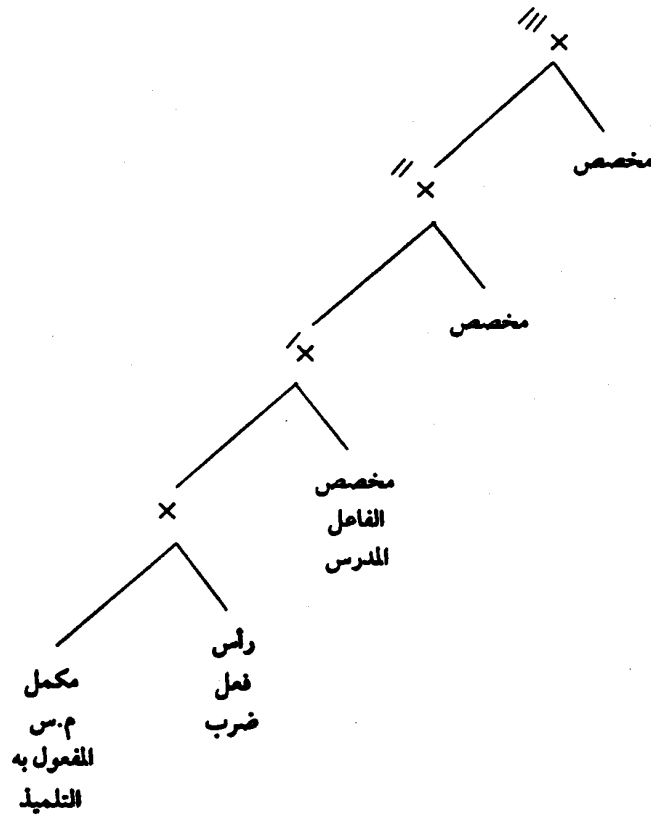 ×///
مخصص
×//
مخصص
×/
مخصص
الفاعل
المدرس
×
رأس
فعل
ضرب
مكمل
م.س
المفعول به
التلميذ